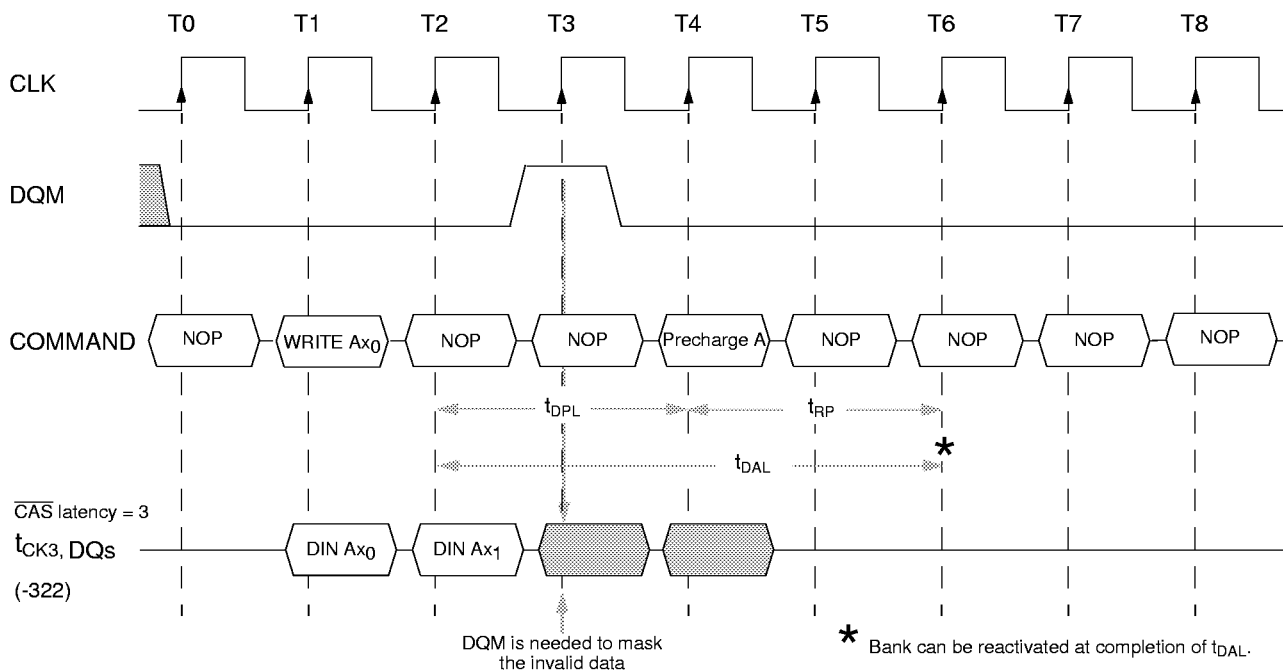 T0 T1 T2 T3 T4 T5 T6 T7 T8
CLK
DQM
COMMAND NOP WRITE Ax0 NOP NOP Precharge A NOP NOP NOP NOP
tDPL tRP
*
tDAL
CAS latency = 3
tCK3, DQs DIN Ax0 DIN Ax1
(-322)
DQM is needed to mask
the invalid data
* Bank can be reactivated at completion of tDAL.